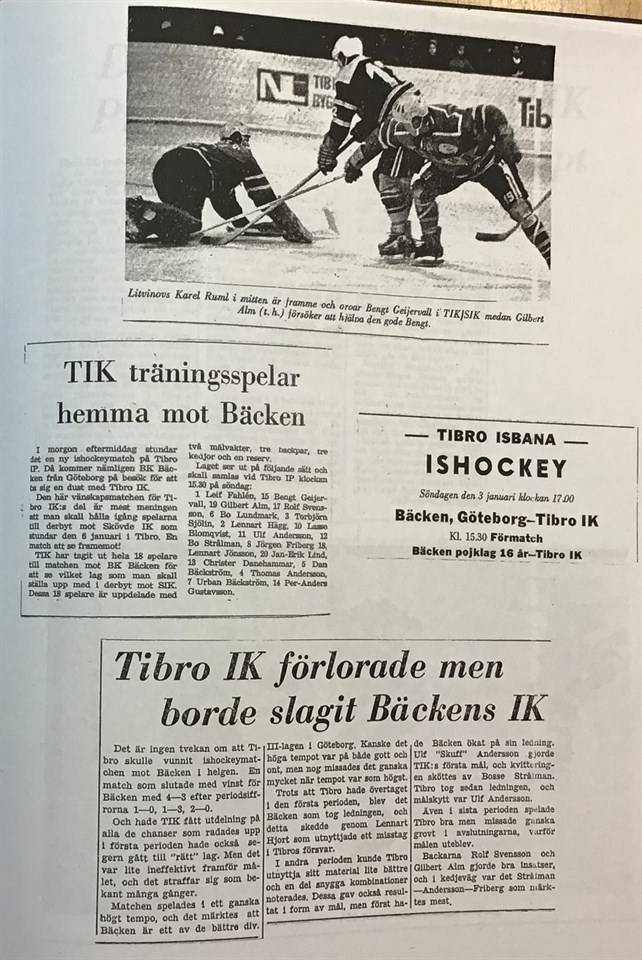 NL TIB
BYG
Tib
Litvinovs Karel Ruml i mitten är framme och oroar Bengt Geijervall i TIK/SIK medan Gilbert
Alm (t. h.) försöker att hjälpa den gode Bengt.
TIK träningsspelar
hemma mot Bäcken
I morgon eftermiddag stundar
det en ny ishockeymatch på Tibro
IP. Då kommer nämligen BK Bäc-
ken från Göteborg på besök för att
ta sig en dust med Tibro IK.
Den här vänskapsmatchen för Ti-
bro IK:s del är mest meningen
att man skall hålla igång spelarna
till derbyt mot Skövde IK som
stundar den 6 januari i Tibro. En
match att se framemot!
TIK har tagit ut hela 18 spelare
till matchen mot BK Bäcken för
att se vilket lag som man skall
ställa upp med i derbyt mot SIK.
Dessa 18 spelare är uppdelade med
två målvakter, tre backpar, tre
kedjor och en reserv.
Laget ser ut på följande sätt och
skall samlas vid Tibro IP klockan
15.30 på söndag:
1 Leif Fahlén, 15 Bengt Geijer-
vall, 19 Gilbert Alm, 17 Rolf Svens-
son, 6 Bo Lundmark, 3 Torbjörn
Sjölin, 2 Lennart Hägg, 10 Lasse
Blomqvist, 11 Ulf Andersson, 12
Bo Strålman, 8 Jörgen Friberg 18,
Lennart Jönsson, 20 Jan-Erik Lind,
13 Christer Danehammar, 5 Dan
Bäckström, 4 Thomas Andersson,
7 Urban Bäckström, 14 Per-Anders
Gustavsson.
— TIBRO ISBANA —
ISHOCKEY
Söndagen den 3 januari klockan 17.00
Bäcken, Göteborg–Tibro IK
Kl. 15.30 Förmatch
Bäcken pojklag 16 år–Tibro IK
Tibro IK förlorade men
borde slagit Bäckens IK
Det är ingen tvekan om att Ti-
bro skulle vunnit ishockeymat-
chen mot Bäcken i helgen. En
match som slutade med vinst för
Bäcken med 4—3 efter periodsiff-
rorna 1—0, 1—3, 2—0.
Och hade TIK fått utdelning på
alla de chanser som radades upp
i första perioden hade också se-
gern gått till "rätt" lag. Men det
var lite ineffektivt framför må-
let, och det straffar sig som be-
kant många gånger.
Matchen spelades i ett ganska
högt tempo, och det märktes att
Bäcken är ett av de bättre div.
III-lagen i Göteborg. Kanske det
höga tempot var på både gott och
ont, men nog missades det ganska
mycket när tempot var som högst.
Trots att Tibro hade övertaget
i den första perioden, blev det
Bäcken som tog ledningen, och
detta skedde genom Lennart
Hjort som utnyttjade ett misstag
i Tibros försvar.
I andra perioden kunde Tibro
utnyttja sitt material lite bättre
och en del snygga kombinationer
noterades. Dessa gav också resul-
tat i form av mål, men först ha-
de Bäcken ökat på sin ledning.
Ulf "Skuff" Andersson gjorde
TIK:s första mål, och kvittering-
en sköttes av Bosse Strålman.
Tibro tog sedan ledningen, och
målskytt var Ulf Andersson.
Även i sista perioden spelade
Tibro bra men missade ganska
grovt i avslutningarna, varför
målen uteblev.
Backarna Rolf Svensson och
Gilbert Alm gjorde bra insatser,
och i kedjeväg var det Strålman
—Andersson—Friberg som märk-
tes mest.